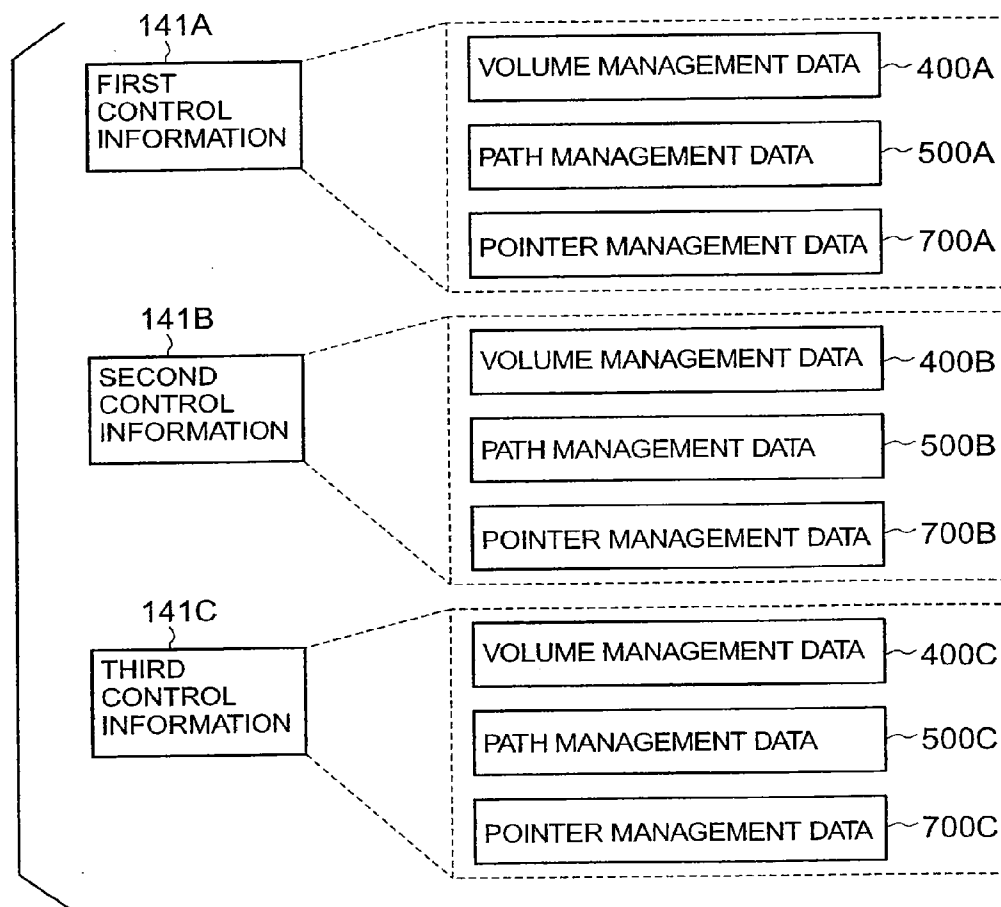 141A
FIRST
CONTROL
INFORMATION
VOLUME MANAGEMENT DATA
400A
PATH MANAGEMENT DATA
500A
POINTER MANAGEMENT DATA
700A
141B
SECOND
CONTROL
INFORMATION
VOLUME MANAGEMENT DATA
400B
PATH MANAGEMENT DATA
500B
POINTER MANAGEMENT DATA
700B
141C
THIRD
CONTROL
INFORMATION
VOLUME MANAGEMENT DATA
400C
PATH MANAGEMENT DATA
500C
POINTER MANAGEMENT DATA
700C